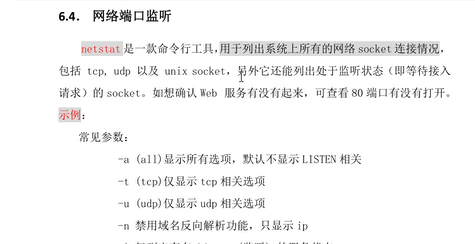 6.4. 网络端口监听
netstat 是一款命令行工具，用于列出系统上所有的网络 socket 连接情况，
包括 tcp, udp 以及 unix socket，另外它还能列出处于监听状态（即等待接入
请求）的 socket。如想确认 Web 服务有没有起来，可查看 80 端口有没有打开。
示例：
常见参数：
-a (all)显示所有选项，默认不显示 LISTEN 相关
-t (tcp)仅显示 tcp 相关选项
-u (udp)仅显示 udp 相关选项
-n 禁用域名反向解析功能，只显示 ip